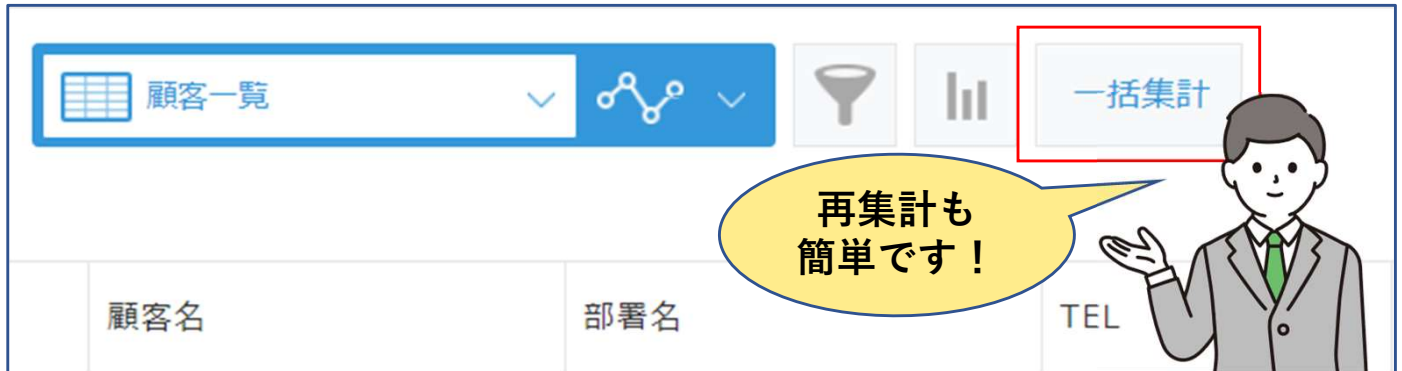 顧客一覧
一括集計
再集計も
簡単です！
顧客名
部署名
TEL